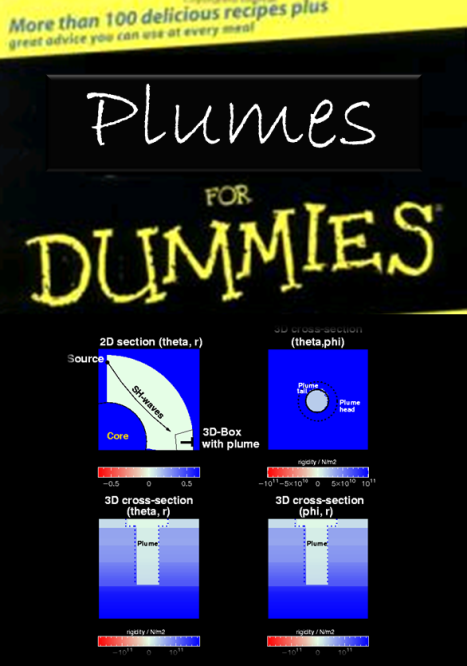 More than 100 delicious recipes plus
great advice you can use at every meal
Plumes
FOR
DUMMIES®
2D section (theta, r)
3D cross-section
(theta,phi)
Source
SH-waves
Core
3D-Box
with plume
Plume
tail
Plume
head
−0.5 0 0.5
rigidity / N/m2
−10¹¹−5×10¹⁰ 0 5×10¹⁰ 10¹¹
3D cross-section
(theta, r)
3D cross-section
(phi, r)
Plume
Plume
rigidity / N/m2
−10¹¹ 0 10¹¹
rigidity / N/m2
−10¹¹ 0 10¹¹